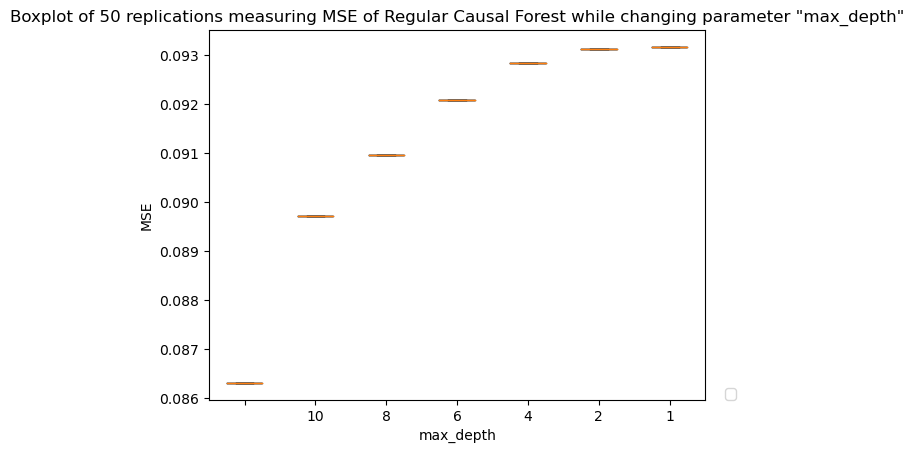 Boxplot of 50 replications measuring MSE of Regular Causal Forest while changing parameter "max_depth"
MSE
0.093
0.092
0.091
0.090
0.089
0.088
0.087
0.086
10 8 6 4 2 1
max_depth